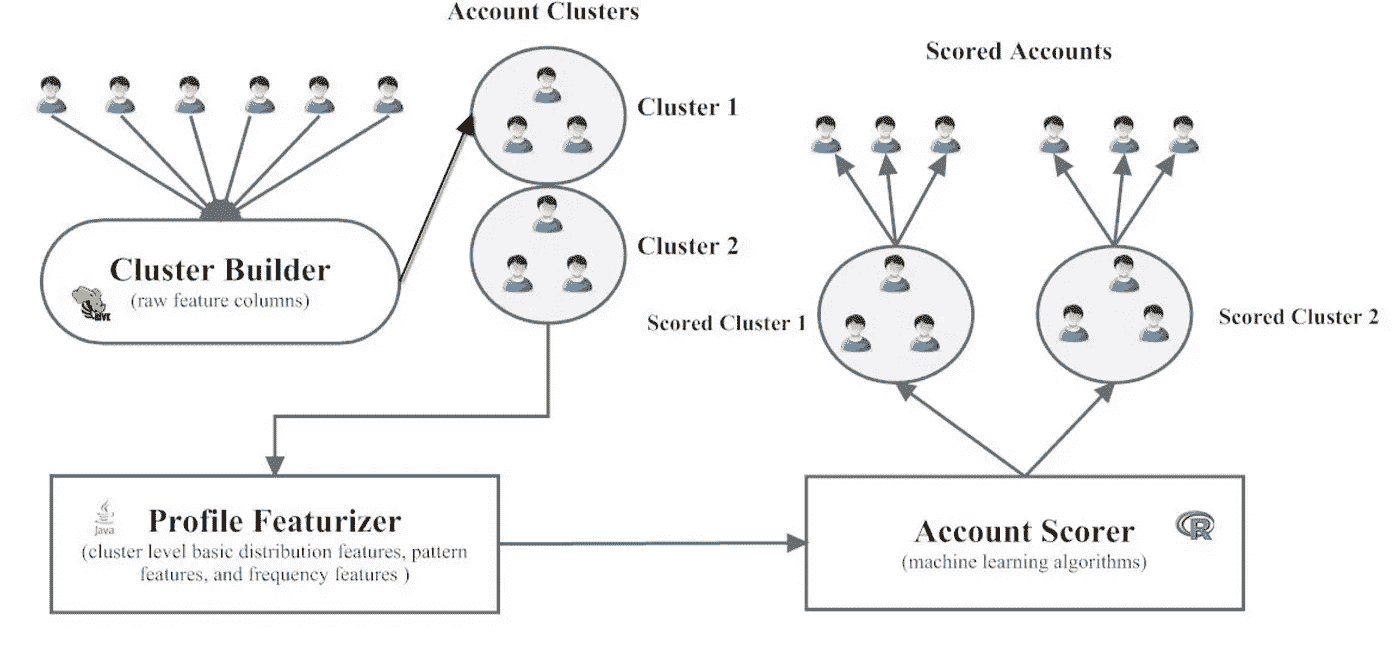 Account Clusters
Scored Accounts
Cluster 1
Cluster 2
Cluster Builder
(raw feature columns)
HIVE
Scored Cluster 1
Scored Cluster 2
Java
Profile Featurizer
(cluster level basic distribution features, pattern
features, and frequency features )
Account Scorer
(machine learning algorithms)
R